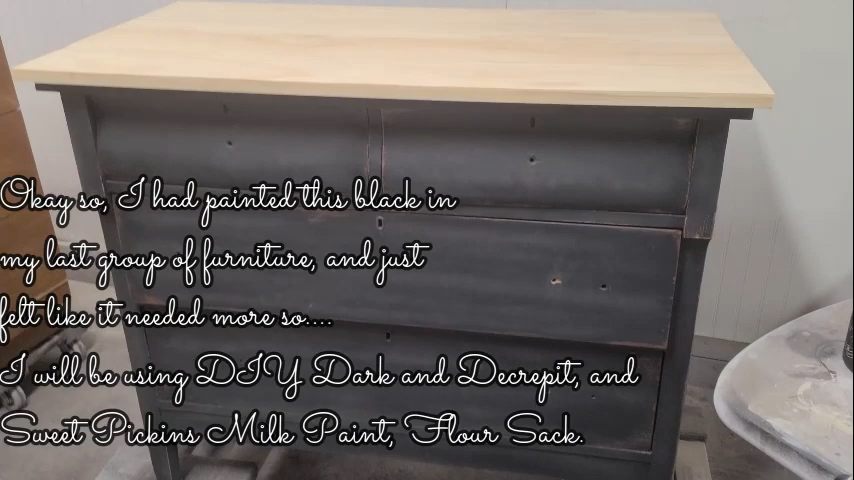 Okay so, I had painted this black in
my last group of furniture, and just
felt like it needed more so....
I will be using DIY Dark and Decrepit, and
Sweet Pickins Milk Paint, Flour Sack.